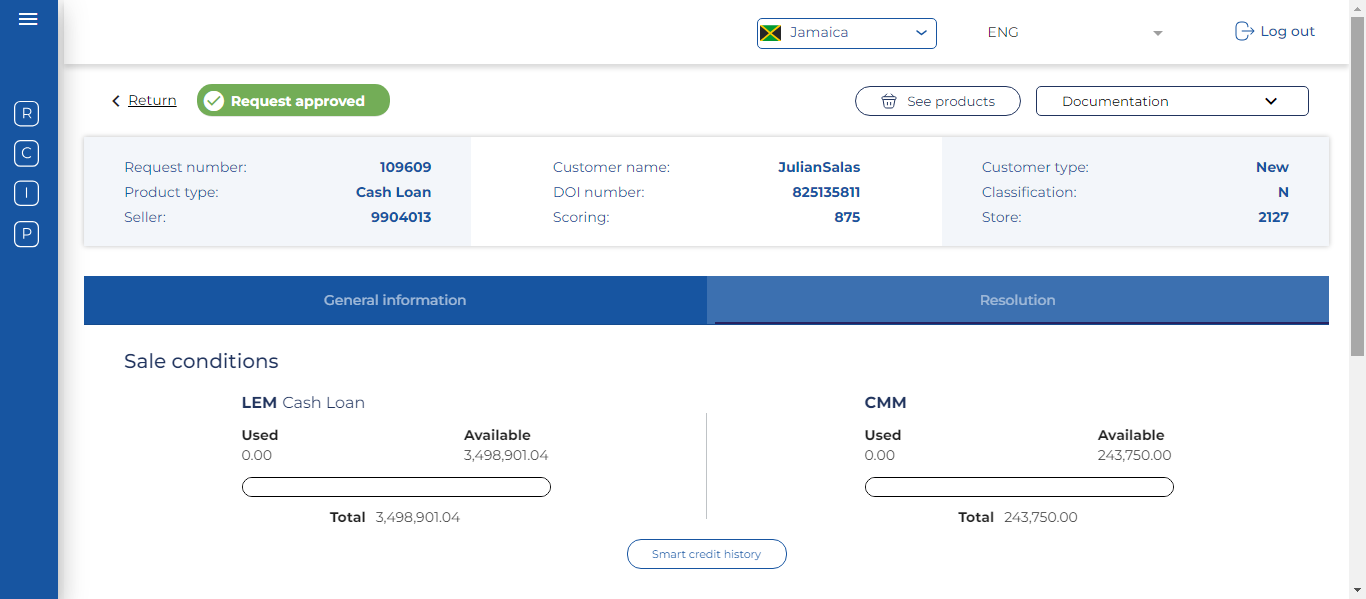 Jamaica
ENG
Log out
Return
Request approved
See products
Documentation
R
C
I
P
Request number: 109609
Product type: Cash Loan
Seller: 9904013
Customer name: JulianSalas
DOI number: 825135811
Scoring: 875
Customer type: New
Classification: N
Store: 2127
General information
Resolution
Sale conditions
LEM Cash Loan
Used Available
0.00 3,498,901.04
Total 3,498,901.04
CMM
Used Available
0.00 243,750.00
Total 243,750.00
Smart credit history